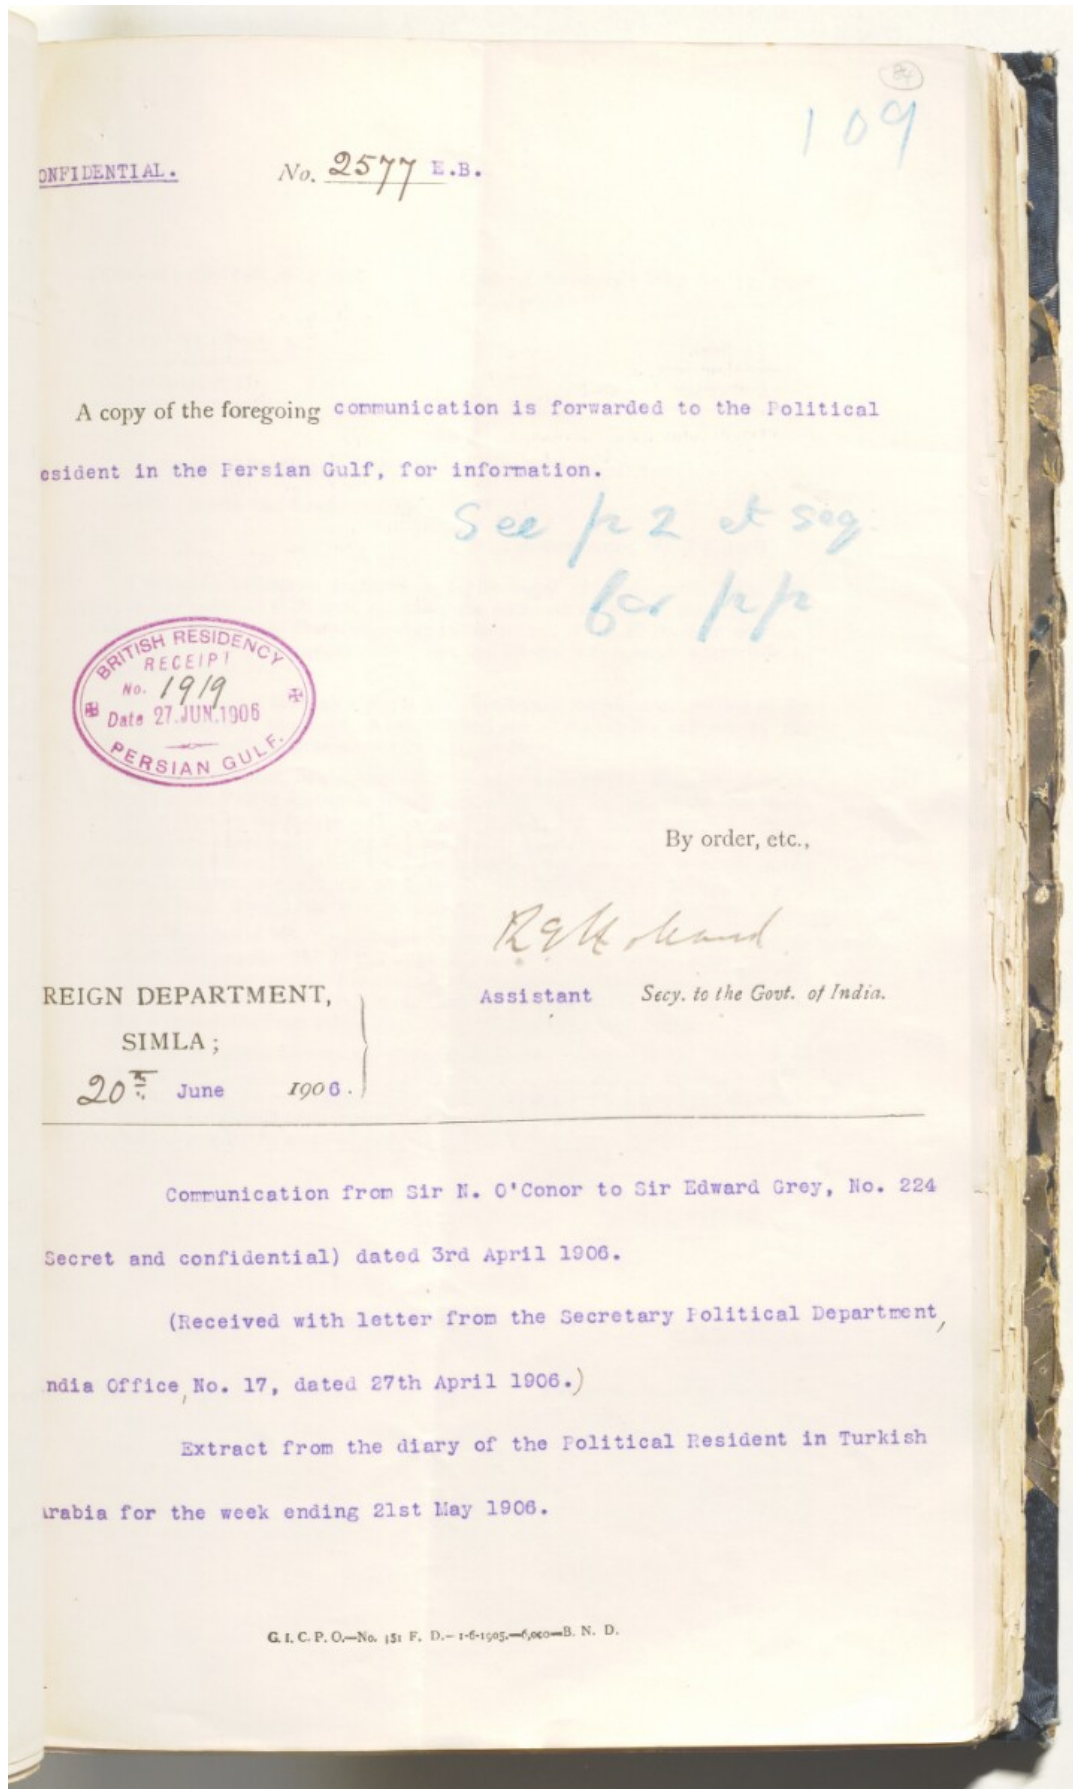 84
109
ONFIDENTIAL. No. 2577 E.B.
A copy of the foregoing communication is forwarded to the Political
esident in the Persian Gulf, for information.
See p 2 et seq
for pp
BRITISH RESIDENCY
RECEIPT
No. 1919
Date 27.JUN.1906
PERSIAN GULF.
By order, etc.,
REIGN DEPARTMENT,
Assistant Secy. to the Govt. of India.
SIMLA;
20th June 1906.
Communication from Sir N. O'Conor to Sir Edward Grey, No. 224
Secret and confidential) dated 3rd April 1906.
(Received with letter from the Secretary Political Department,
ndia Office, No. 17, dated 27th April 1906.)
Extract from the diary of the Political Resident in Turkish
rabia for the week ending 21st May 1906.
G. I. C. P. O.—No. 151 F. D.—1-6-1905.—6,000—B. N. D.